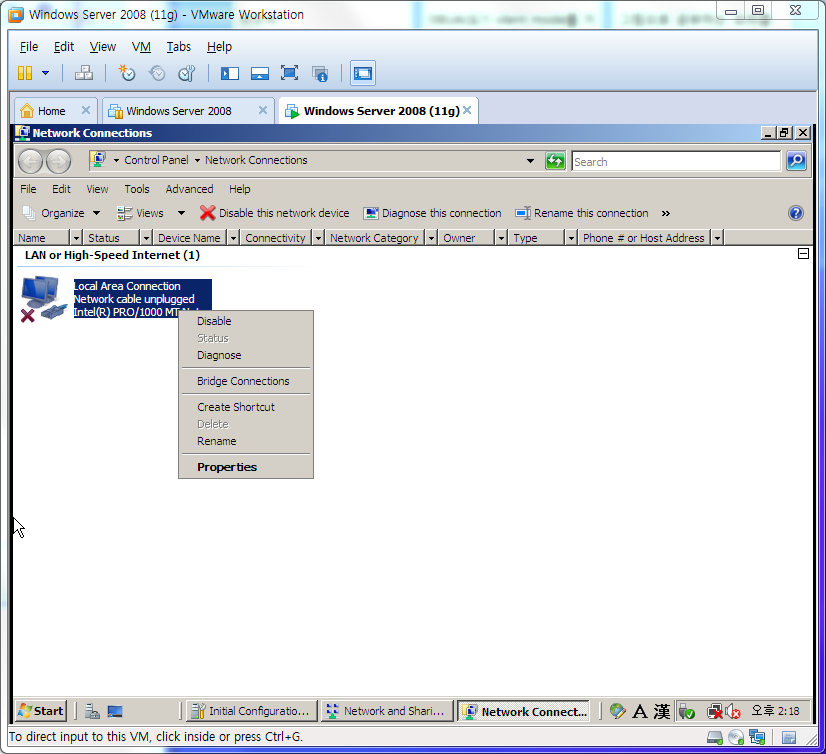 Windows Server 2008 (11g) - VMware Workstation
File Edit View VM Tabs Help
Home Windows Server 2008 Windows Server 2008 (11g)
Network Connections
Control Panel Network Connections Search
File Edit View Tools Advanced Help
Organize Views Disable this network device Diagnose this connection Rename this connection »
Name Status Device Name Connectivity Network Category Owner Type Phone # or Host Address
LAN or High-Speed Internet (1)
Local Area Connection
Network cable unplugged
Intel(R) PRO/1000 MT
Disable
Status
Diagnose
Bridge Connections
Create Shortcut
Delete
Rename
Properties
Start Initial Configuratio... Network and Shari... Network Connect... A 漢 오후 2:18
To direct input to this VM, click inside or press Ctrl+G.